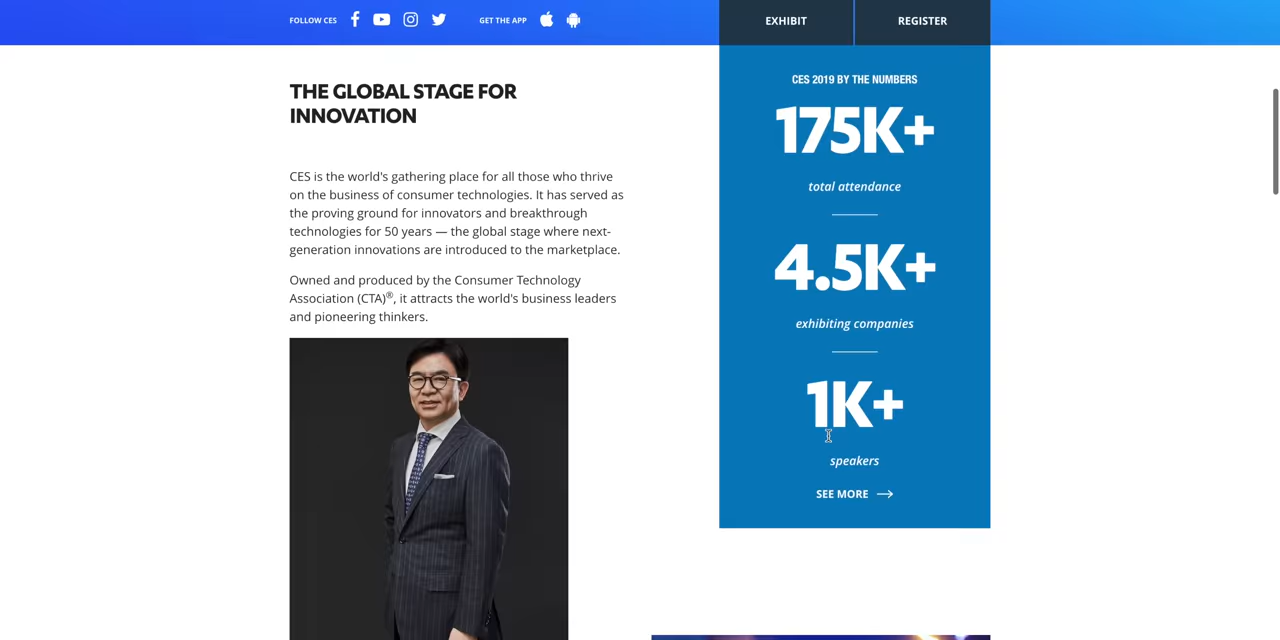 FOLLOW CES
GET THE APP
EXHIBIT
REGISTER
THE GLOBAL STAGE FOR
INNOVATION
CES is the world's gathering place for all those who thrive
on the business of consumer technologies. It has served as
the proving ground for innovators and breakthrough
technologies for 50 years — the global stage where next-
generation innovations are introduced to the marketplace.
Owned and produced by the Consumer Technology
Association (CTA)®, it attracts the world's business leaders
and pioneering thinkers.
CES 2019 BY THE NUMBERS
175K+
total attendance
4.5K+
exhibiting companies
1K+
speakers
SEE MORE